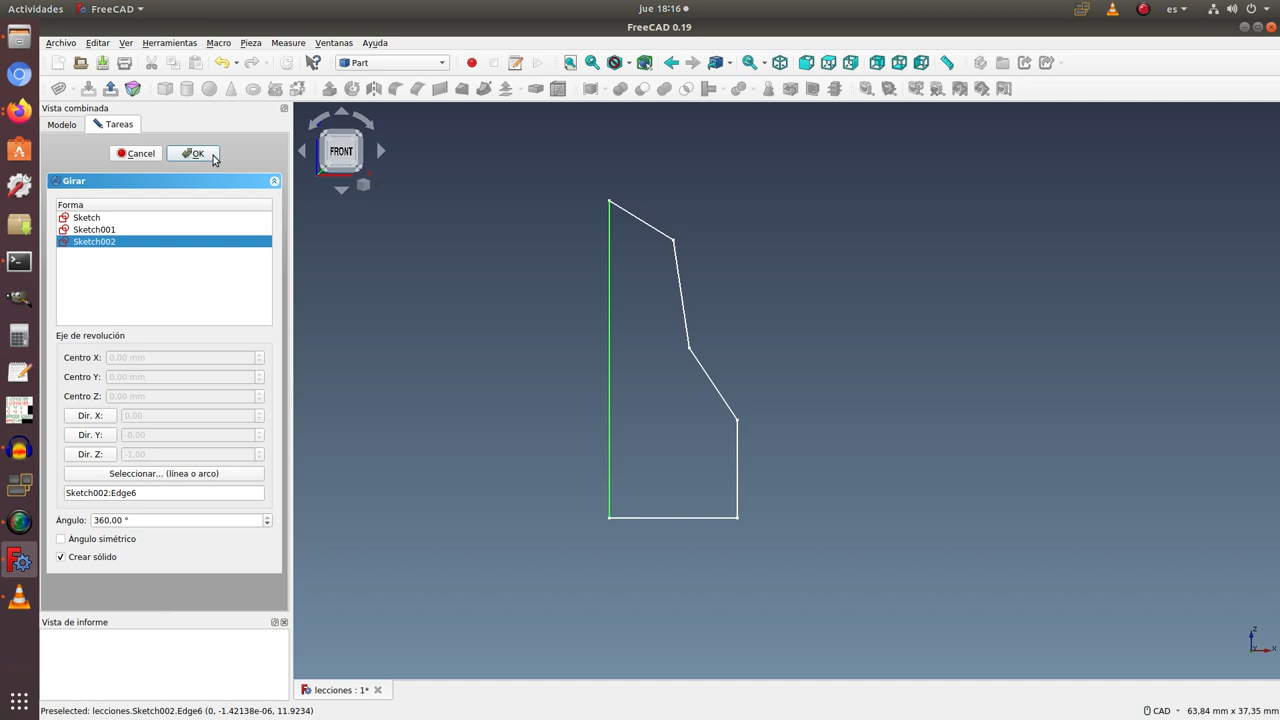 Actividades FreeCAD jue 18:16 es
FreeCAD 0.19
Archivo Editar Ver Herramientas Macro Pieza Measure Ventanas Ayuda
Part
Vista combinada
Modelo Tareas
Cancel OK
Girar
Forma
Sketch
Sketch001
Sketch002
Eje de revolución
Centro X: 0.00 mm
Centro Y: 0.00 mm
Centro Z: 0.00 mm
Dir. X: 0.00
Dir. Y: -0.00
Dir. Z: -1.00
Seleccionar... (línea o arco)
Sketch002:Edge6
Ángulo: 360,00 °
Ángulo simétrico
Crear sólido
FRONT
Vista de informe
z
x
lecciones : 1*
Preselected: lecciones.Sketch002.Edge6 (0, -1.42138e-06, 11.9234) CAD 63,84 mm x 37,35 mm